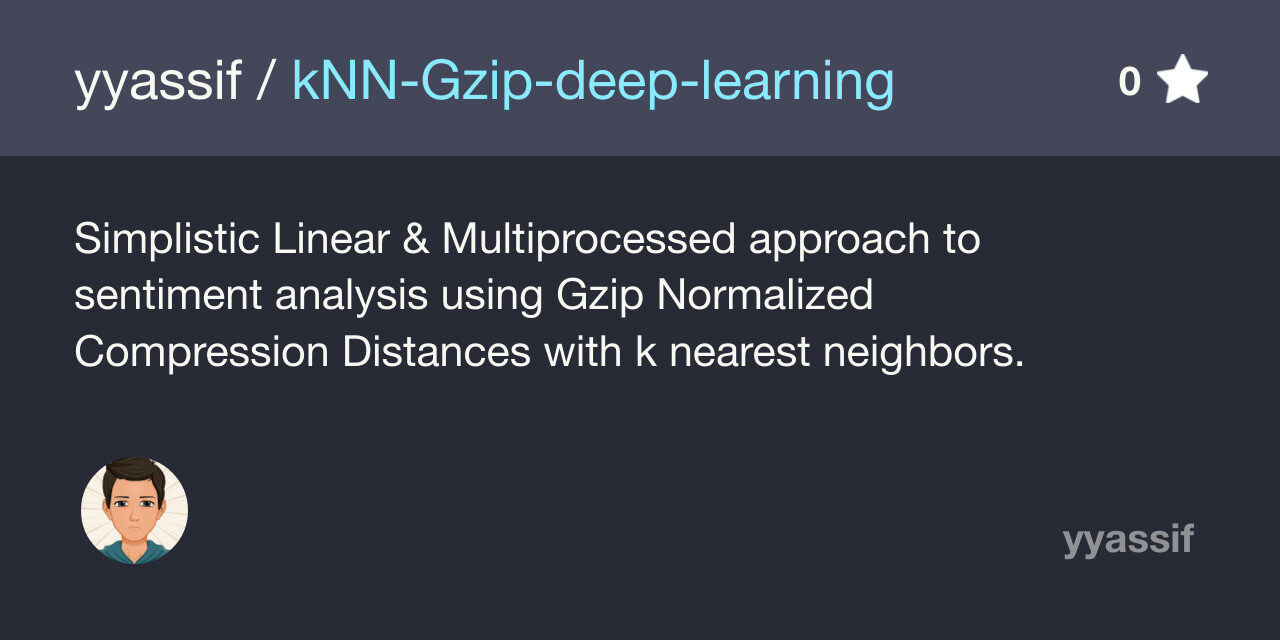 yyassif / kNN-Gzip-deep-learning 0
Simplistic Linear & Multiprocessed approach to
sentiment analysis using Gzip Normalized
Compression Distances with k nearest neighbors.
yyassif